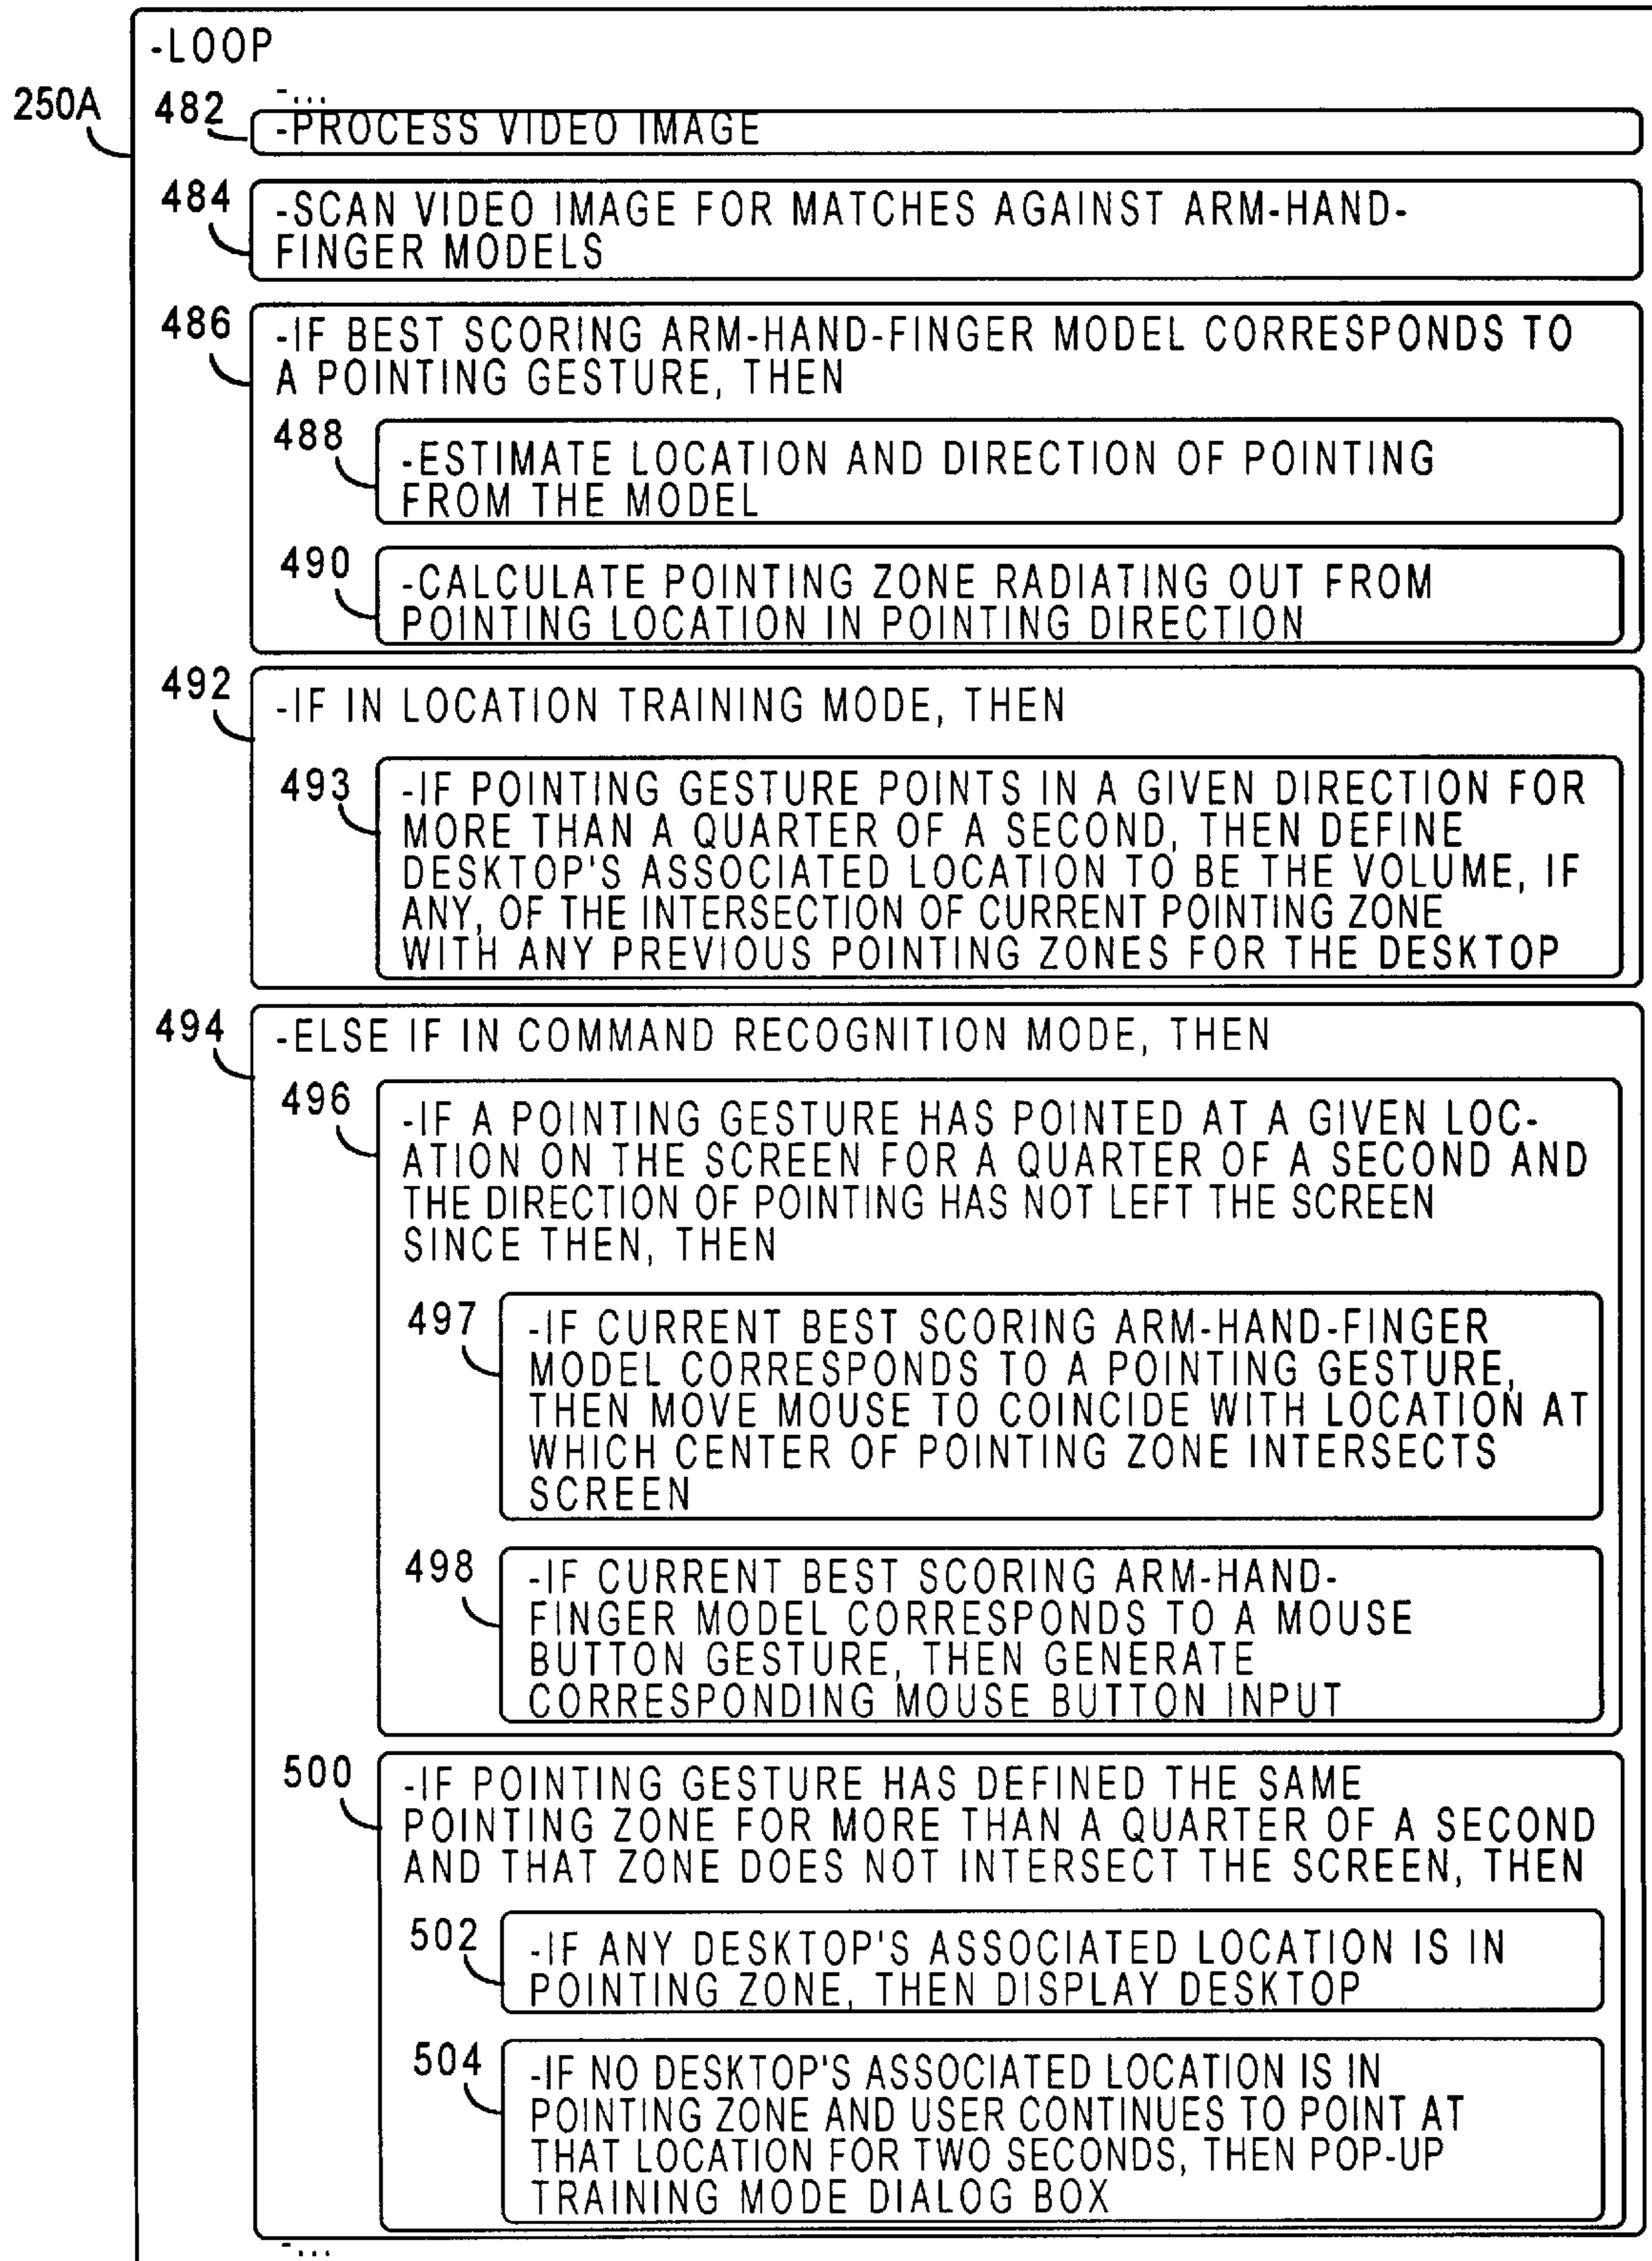 -LOOP
-...
250A
482
-PROCESS VIDEO IMAGE
484
-SCAN VIDEO IMAGE FOR MATCHES AGAINST ARM-HAND-
FINGER MODELS
486
-IF BEST SCORING ARM-HAND-FINGER MODEL CORRESPONDS TO
A POINTING GESTURE, THEN
488
-ESTIMATE LOCATION AND DIRECTION OF POINTING
FROM THE MODEL
490
-CALCULATE POINTING ZONE RADIATING OUT FROM
POINTING LOCATION IN POINTING DIRECTION
492
-IF IN LOCATION TRAINING MODE, THEN
493
-IF POINTING GESTURE POINTS IN A GIVEN DIRECTION FOR
MORE THAN A QUARTER OF A SECOND, THEN DEFINE
DESKTOP'S ASSOCIATED LOCATION TO BE THE VOLUME, IF
ANY, OF THE INTERSECTION OF CURRENT POINTING ZONE
WITH ANY PREVIOUS POINTING ZONES FOR THE DESKTOP
494
-ELSE IF IN COMMAND RECOGNITION MODE, THEN
496
-IF A POINTING GESTURE HAS POINTED AT A GIVEN LOC-
ATION ON THE SCREEN FOR A QUARTER OF A SECOND AND
THE DIRECTION OF POINTING HAS NOT LEFT THE SCREEN
SINCE THEN, THEN
497
-IF CURRENT BEST SCORING ARM-HAND-FINGER
MODEL CORRESPONDS TO A POINTING GESTURE,
THEN MOVE MOUSE TO COINCIDE WITH LOCATION AT
WHICH CENTER OF POINTING ZONE INTERSECTS
SCREEN
498
-IF CURRENT BEST SCORING ARM-HAND-
FINGER MODEL CORRESPONDS TO A MOUSE
BUTTON GESTURE, THEN GENERATE
CORRESPONDING MOUSE BUTTON INPUT
500
-IF POINTING GESTURE HAS DEFINED THE SAME
POINTING ZONE FOR MORE THAN A QUARTER OF A SECOND
AND THAT ZONE DOES NOT INTERSECT THE SCREEN, THEN
502
-IF ANY DESKTOP'S ASSOCIATED LOCATION IS IN
POINTING ZONE, THEN DISPLAY DESKTOP
504
-IF NO DESKTOP'S ASSOCIATED LOCATION IS IN
POINTING ZONE AND USER CONTINUES TO POINT AT
THAT LOCATION FOR TWO SECONDS, THEN POP-UP
TRAINING MODE DIALOG BOX
-...